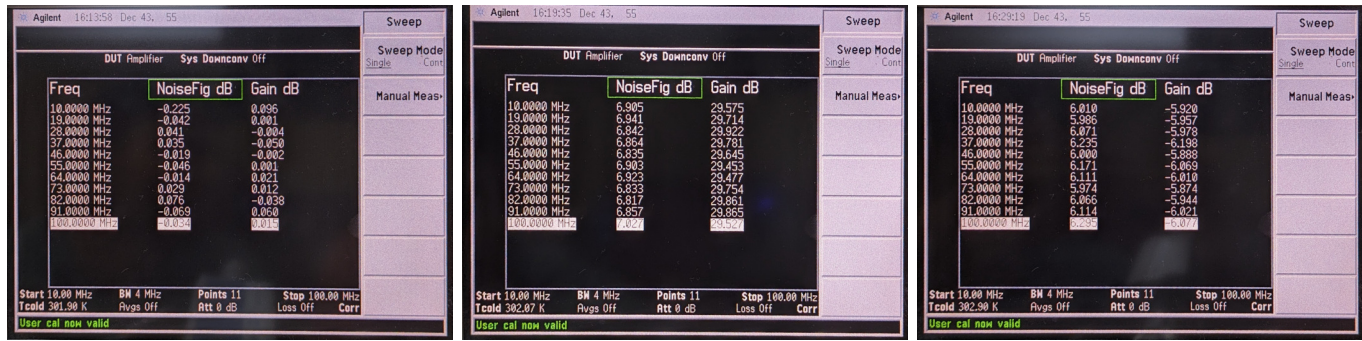 Agilent 16:13:58 Dec 43, 55
Sweep
Sweep Mode
Single Cont
Manual Meas
DUT Amplifier Sys Downconv Off
Freq NoiseFig dB Gain dB
10.0000 MHz -0.225 0.096
19.0000 MHz -0.042 0.001
28.0000 MHz 0.041 -0.004
37.0000 MHz 0.035 -0.050
46.0000 MHz -0.019 -0.002
55.0000 MHz -0.046 0.001
64.0000 MHz -0.014 0.021
73.0000 MHz 0.029 0.012
82.0000 MHz 0.076 -0.038
91.0000 MHz -0.069 0.060
100.0000 MHz -0.034 0.015
Start 10.00 MHz BW 4 MHz Points 11 Stop 100.00 MHz
Tcold 301.90 K Avgs Off Att 0 dB Loss Off Corr
User cal now valid
Agilent 16:19:35 Dec 43, 55
Sweep
Sweep Mode
Single Cont
Manual Meas
DUT Amplifier Sys Downconv Off
Freq NoiseFig dB Gain dB
10.0000 MHz 6.905 29.575
19.0000 MHz 6.941 29.714
28.0000 MHz 6.842 29.922
37.0000 MHz 6.864 29.781
46.0000 MHz 6.835 29.645
55.0000 MHz 6.903 29.453
64.0000 MHz 6.923 29.477
73.0000 MHz 6.833 29.754
82.0000 MHz 6.817 29.861
91.0000 MHz 6.857 29.865
100.0000 MHz 7.027 29.527
Start 10.00 MHz BW 4 MHz Points 11 Stop 100.00 MHz
Tcold 302.07 K Avgs Off Att 0 dB Loss Off Corr
User cal now valid
Agilent 16:29:19 Dec 43, 55
Sweep
Sweep Mode
Single Cont
Manual Meas
DUT Amplifier Sys Downconv Off
Freq NoiseFig dB Gain dB
10.0000 MHz 6.010 -5.920
19.0000 MHz 5.986 -5.957
28.0000 MHz 6.071 -5.978
37.0000 MHz 6.235 -6.198
46.0000 MHz 6.000 -5.888
55.0000 MHz 6.171 -6.069
64.0000 MHz 6.111 -6.010
73.0000 MHz 5.974 -5.874
82.0000 MHz 6.066 -5.944
91.0000 MHz 6.114 -6.021
100.0000 MHz 6.295 -6.077
Start 10.00 MHz BW 4 MHz Points 11 Stop 100.00 MHz
Tcold 302.90 K Avgs Off Att 0 dB Loss Off Corr
User cal now valid